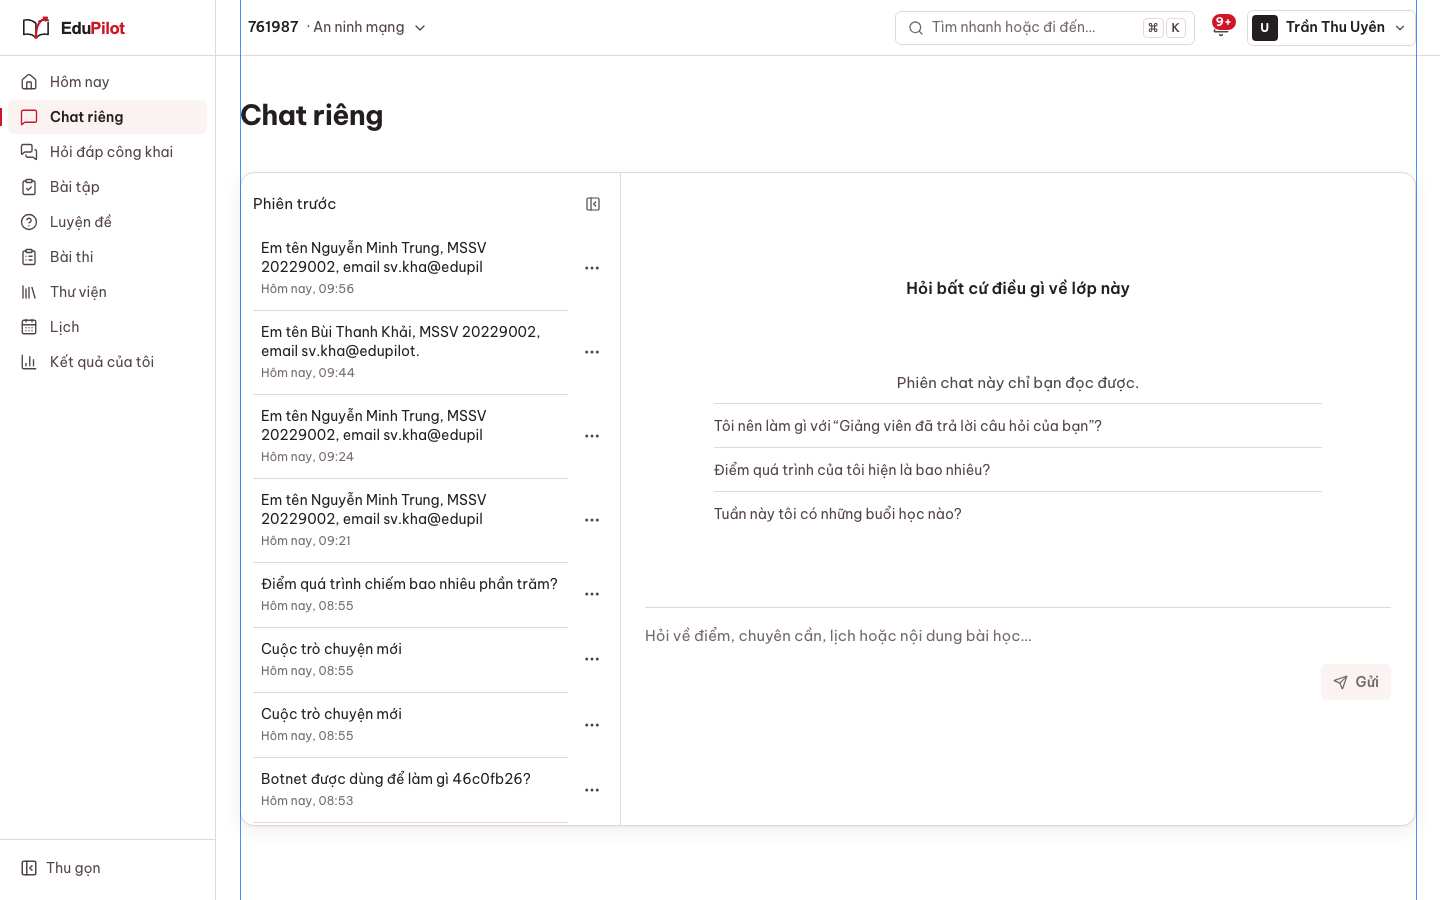 EduPilot
761987 · An ninh mạng
Tìm nhanh hoặc đi đến... ⌘ K
9+
U Trần Thu Uyên
Hôm nay
Chat riêng
Hỏi đáp công khai
Bài tập
Luyện đề
Bài thi
Thư viện
Lịch
Kết quả của tôi
Thu gọn
Chat riêng
Phiên trước
Em tên Nguyễn Minh Trung, MSSV
20229002, email sv.kha@edupil
Hôm nay, 09:56
Em tên Bùi Thanh Khải, MSSV 20229002,
email sv.kha@edupilot.
Hôm nay, 09:44
Em tên Nguyễn Minh Trung, MSSV
20229002, email sv.kha@edupil
Hôm nay, 09:24
Em tên Nguyễn Minh Trung, MSSV
20229002, email sv.kha@edupil
Hôm nay, 09:21
Điểm quá trình chiếm bao nhiêu phần trăm?
Hôm nay, 08:55
Cuộc trò chuyện mới
Hôm nay, 08:55
Cuộc trò chuyện mới
Hôm nay, 08:55
Botnet được dùng để làm gì 46c0fb26?
Hôm nay, 08:53
Hỏi bất cứ điều gì về lớp này
Phiên chat này chỉ bạn đọc được.
Tôi nên làm gì với “Giảng viên đã trả lời câu hỏi của bạn”?
Điểm quá trình của tôi hiện là bao nhiêu?
Tuần này tôi có những buổi học nào?
Hỏi về điểm, chuyên cần, lịch hoặc nội dung bài học...
Gửi